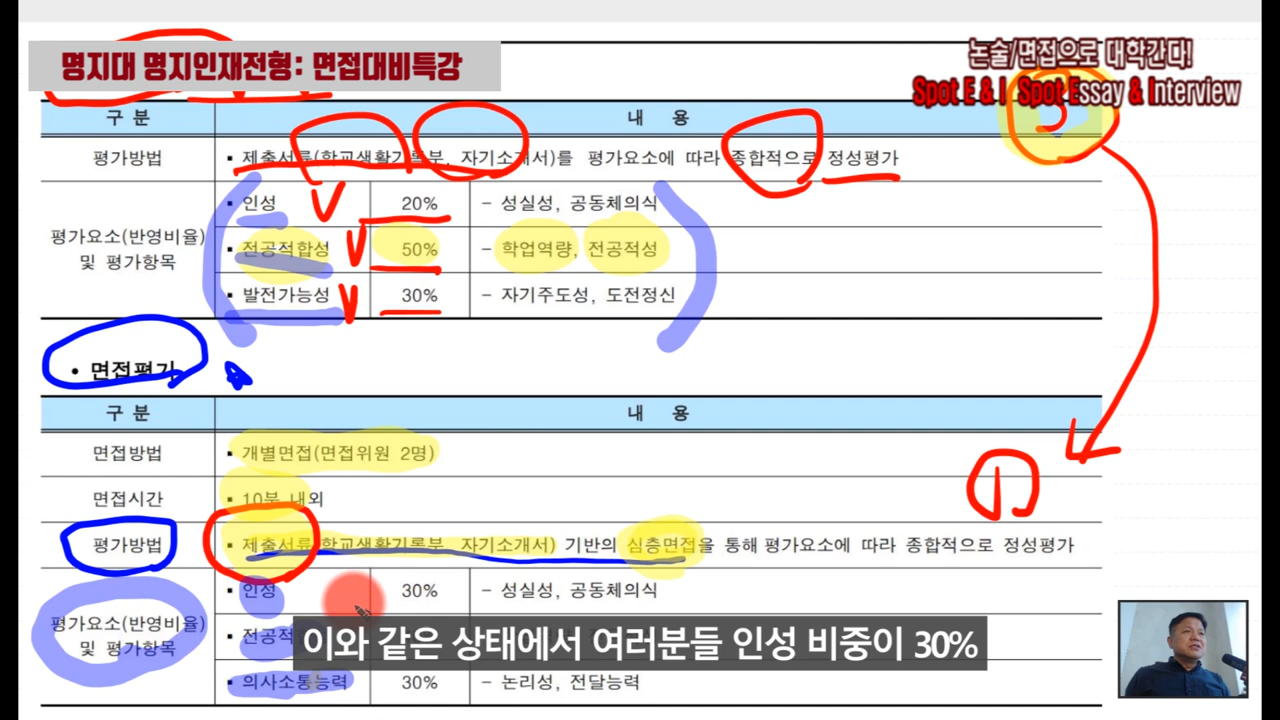 명지대 명지인재전형: 면접대비특강
논술/면접으로 대학간다!
Spot E & I Spot Essay & Interview
구 분 내 용
평가방법 ▪ 제출서류(학교생활기록부, 자기소개서)를 평가요소에 따라 종합적으로 정성평가
평가요소(반영비율) 및 평가항목
▪ 인성 20% - 성실성, 공동체의식
▪ 전공적합성 50% - 학업역량, 전공적성
▪ 발전가능성 30% - 자기주도성, 도전정신
• 면접평가
구 분 내 용
면접방법 ▪ 개별면접(면접위원 2명)
면접시간 ▪ 10분 내외
평가방법 ▪ 제출서류(학교생활기록부, 자기소개서) 기반의 심층면접을 통해 평가요소에 따라 종합적으로 정성평가
평가요소(반영비율) 및 평가항목
▪ 인성 30% - 성실성, 공동체의식
▪ 의사소통능력 30% - 논리성, 전달능력
이와 같은 상태에서 여러분들 인성 비중이 30%